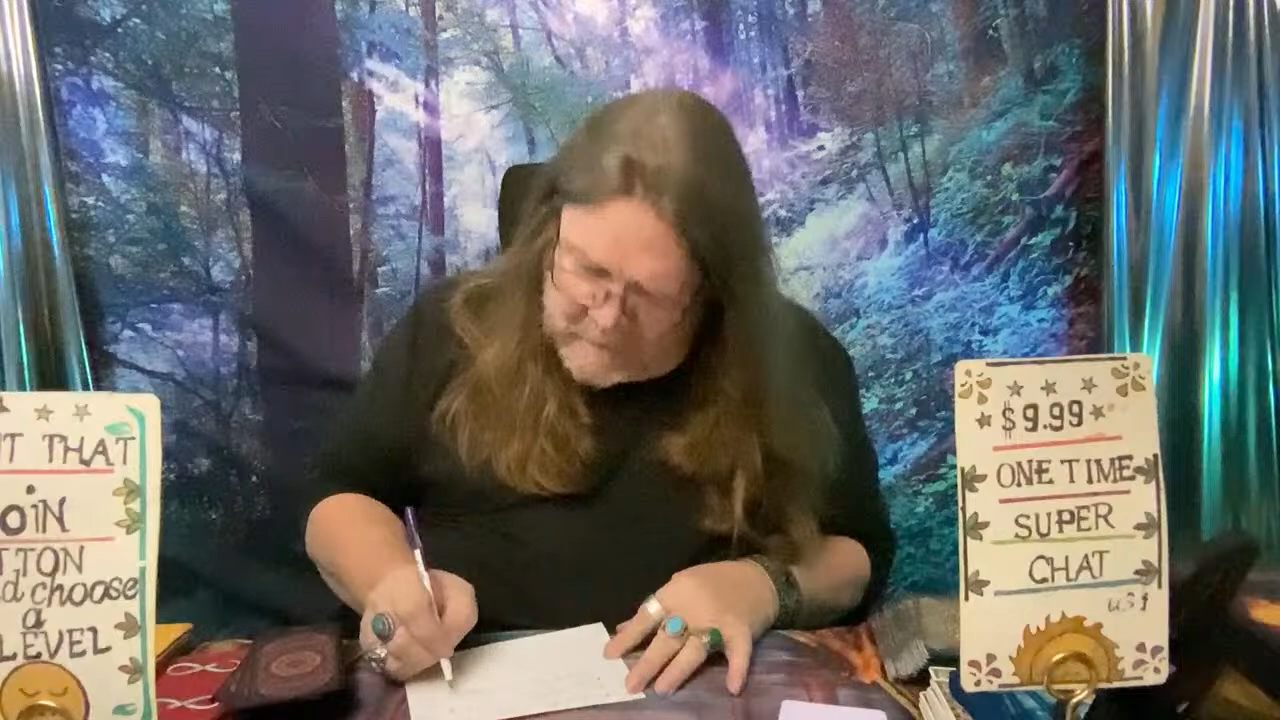 T THAT
OiN
TTON
d choose
a
LEVEL
$9.99
ONE TIME
SUPER
CHAT
us$